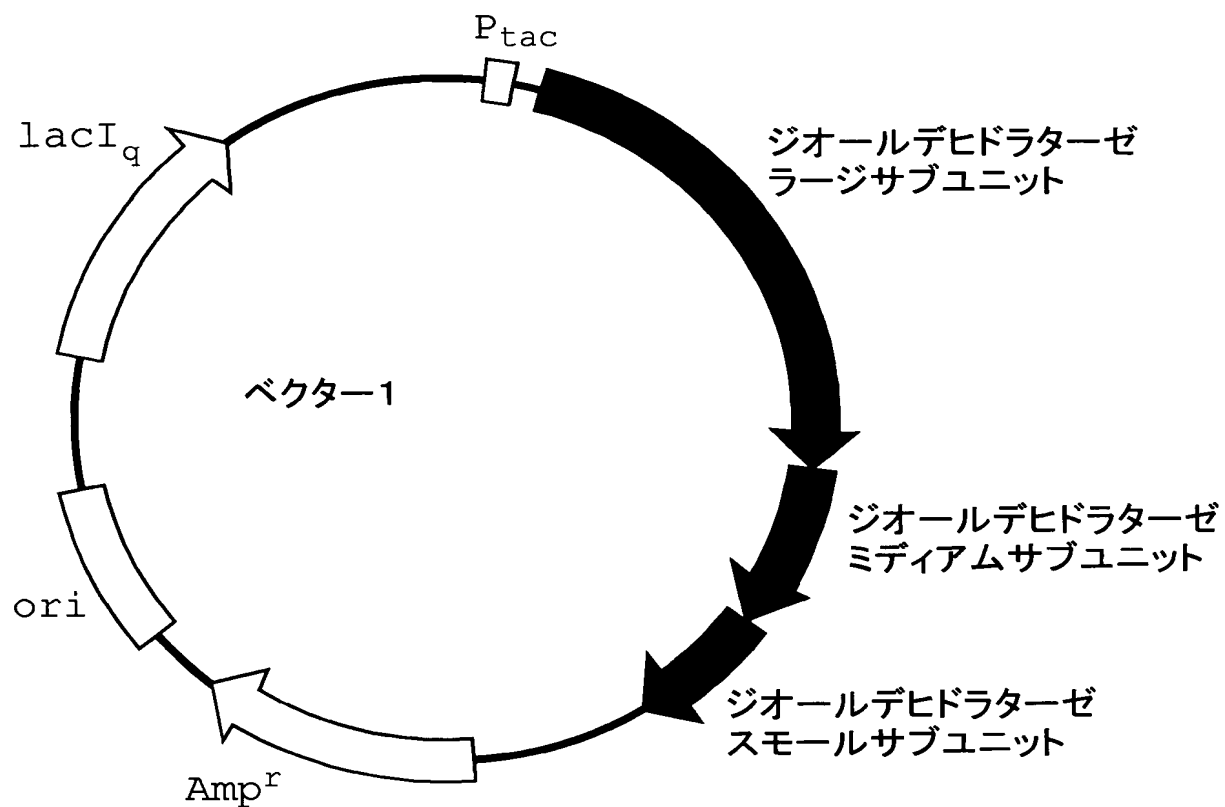 Ptac
lacIq
ジオールデヒドラターゼ
ラージサブユニット
ベクター1
ジオールデヒドラターゼ
ミディアムサブユニット
ori
ジオールデヒドラターゼ
スモールサブユニット
Ampr